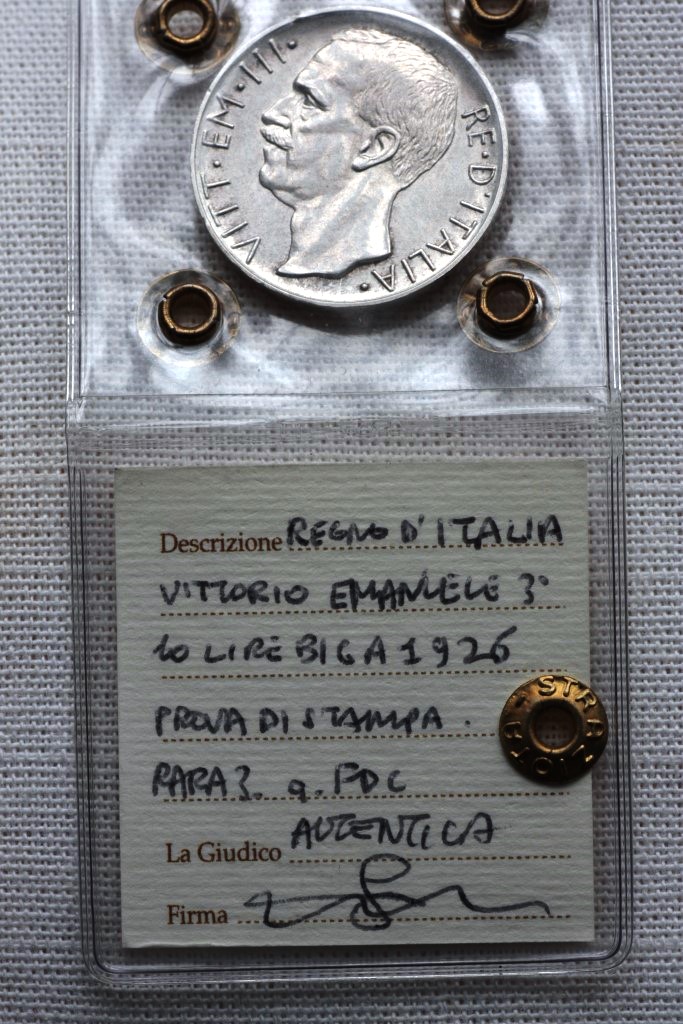 VITT · EM · III · RE · D'ITALIA ·
Descrizione REGNO D'ITALIA
VITTORIO EMANUELE 3°
10 LIRE BIGA 1926
PROVA DI STAMPA .
RARA 3. q. FDC
La Giudico AUTENTICA
Firma